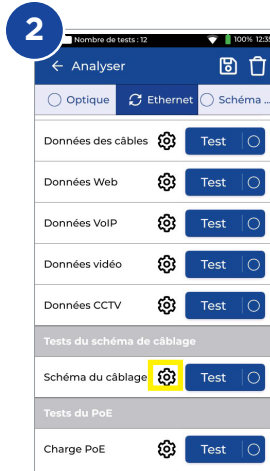 2
Nombre de tests : 12 100% 12:35
Analyser
Optique Ethernet Schéma ...
Données des câbles Test
Données Web Test
Données VoIP Test
Données vidéo Test
Données CCTV Test
Tests du schéma de câblage
Schéma du câblage Test
Tests du PoE
Charge PoE Test